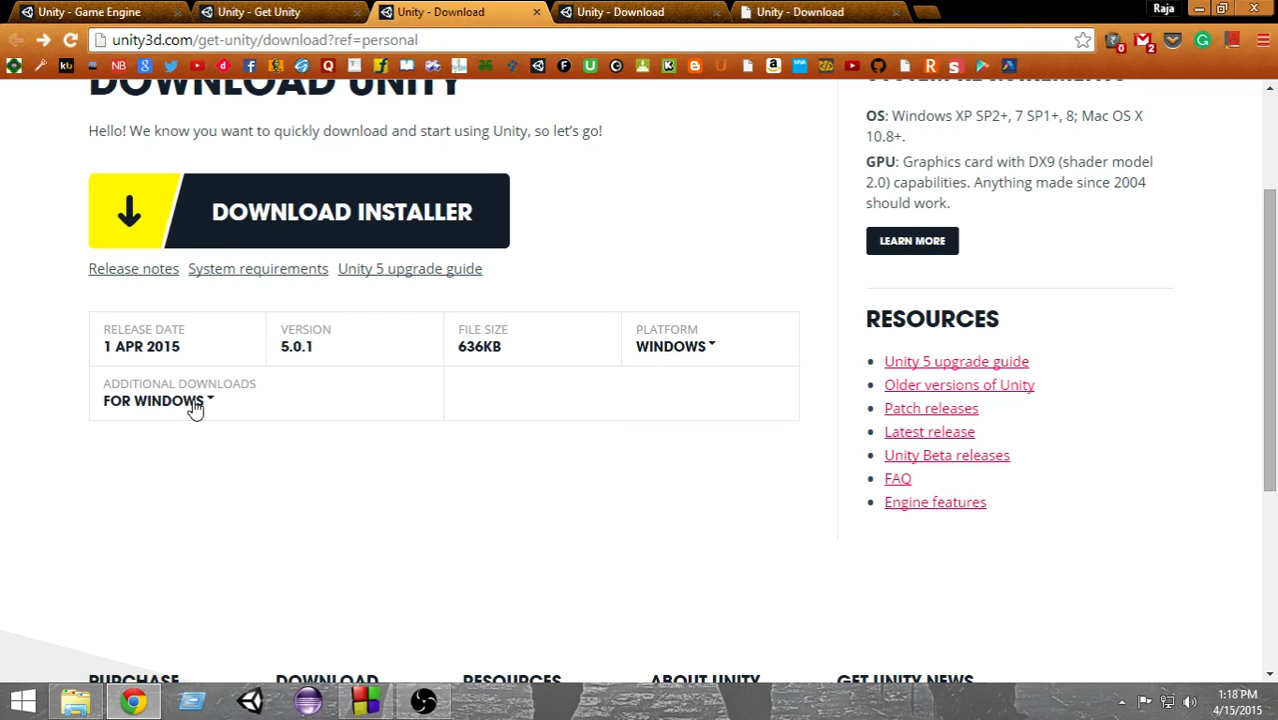 Unity - Game Engine
Unity - Get Unity
Unity - Download
Unity - Download
Unity - Download
Raja
unity3d.com/get-unity/download?ref=personal
0
2
DOWNLOAD UNITY
Hello! We know you want to quickly download and start using Unity, so let's go!
DOWNLOAD INSTALLER
Release notes System requirements Unity 5 upgrade guide
RELEASE DATE
1 APR 2015
VERSION
5.0.1
FILE SIZE
636KB
PLATFORM
WINDOWS
ADDITIONAL DOWNLOADS
FOR WINDOWS
SYSTEM REQUIREMENTS
OS: Windows XP SP2+, 7 SP1+, 8; Mac OS X
10.8+.
GPU: Graphics card with DX9 (shader model
2.0) capabilities. Anything made since 2004
should work.
LEARN MORE
RESOURCES
Unity 5 upgrade guide
Older versions of Unity
Patch releases
Latest release
Unity Beta releases
FAQ
Engine features
PURCHASE
DOWNLOAD
RESOURCES
ABOUT UNITY
GET UNITY NEWS
1:18 PM
4/15/2015